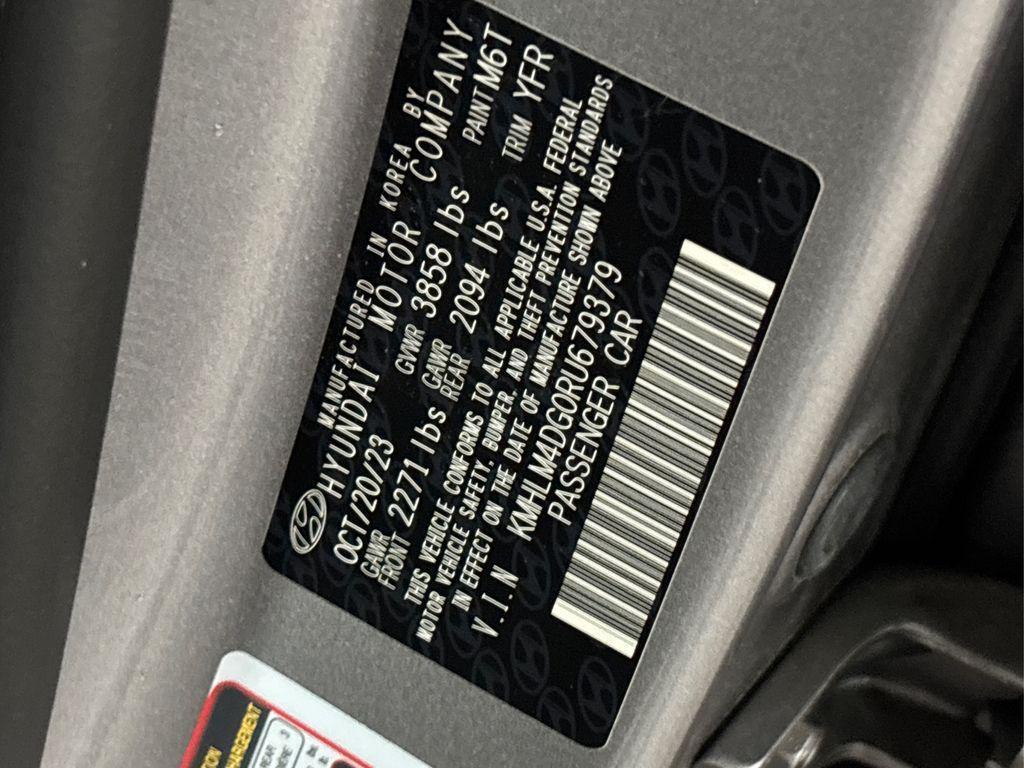 MANUFACTURED IN KOREA BY
HYUNDAI MOTOR COMPANY
OCT/20/23 GVWR 3858 lbs PAINT M6T
GAWR FRONT 2271 lbs GAWR REAR 2094 lbs TRIM YFR
THIS VEHICLE CONFORMS TO ALL APPLICABLE U.S.A. FEDERAL
MOTOR VEHICLE SAFETY, BUMPER, AND THEFT PREVENTION STANDARDS
IN EFFECT ON THE DATE OF MANUFACTURE SHOWN ABOVE
V.I.N KMHLM4DG0RU679379
PASSENGER CAR